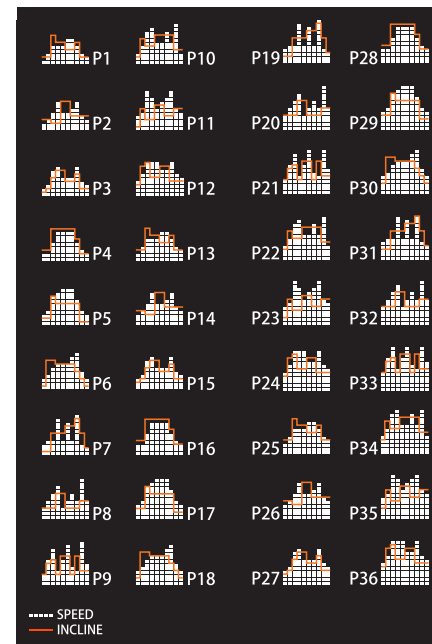 P1 P10 P19 P28
P2 P11 P20 P29
P3 P12 P21 P30
P4 P13 P22 P31
P5 P14 P23 P32
P6 P15 P24 P33
P7 P16 P25 P34
P8 P17 P26 P35
P9 P18 P27 P36
SPEED
INCLINE